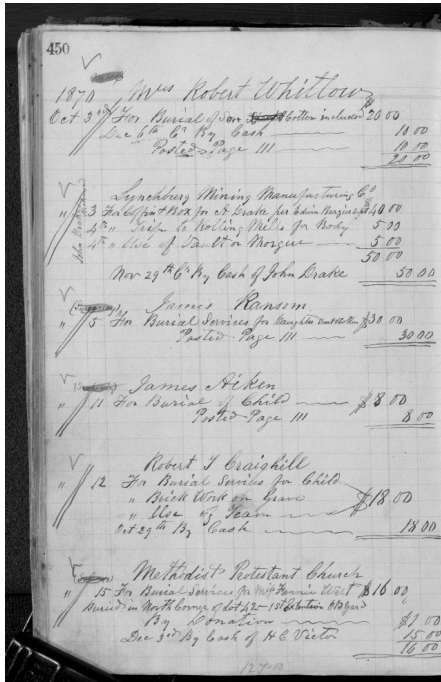 450
Mrs Robert Whitlow
1870
Oct 3rd For Burial of Son Cotton included $20 00
Dec 6th Cr By Cash 10 00
Posted Page 111 10 00
20 00
Lynchburg Mining Manufacturing Co
" 3 For Coffin & Box for A Drake per Edwin $40 00
4th " Trip to Rolling Mills for Body 5 00
4th " Use of Vault or Morgue 5 00
50 00
Nov 29th Cr By Cash of John Drake 50 00
James Ransom
" 5 For Burial Services for Daughter $30 00
Posted Page 111 30 00
James Aiken
" 11 For Burial of Child $8 00
Posted Page 111 8 00
Robert T Craighill
" 12 For Burial Services for Child
" Brick Work on Grave $18 00
" Use of Team
Oct 29th By Cash 18 00
Methodist Protestant Church
" 15 For Burial Services for Mrs Fannie West $16 00
Buried in North Corner of Lot 42 - 1st
By Donation $1 00
Dec 3rd By Cash of H C Victor 15 00
16 00
127 00